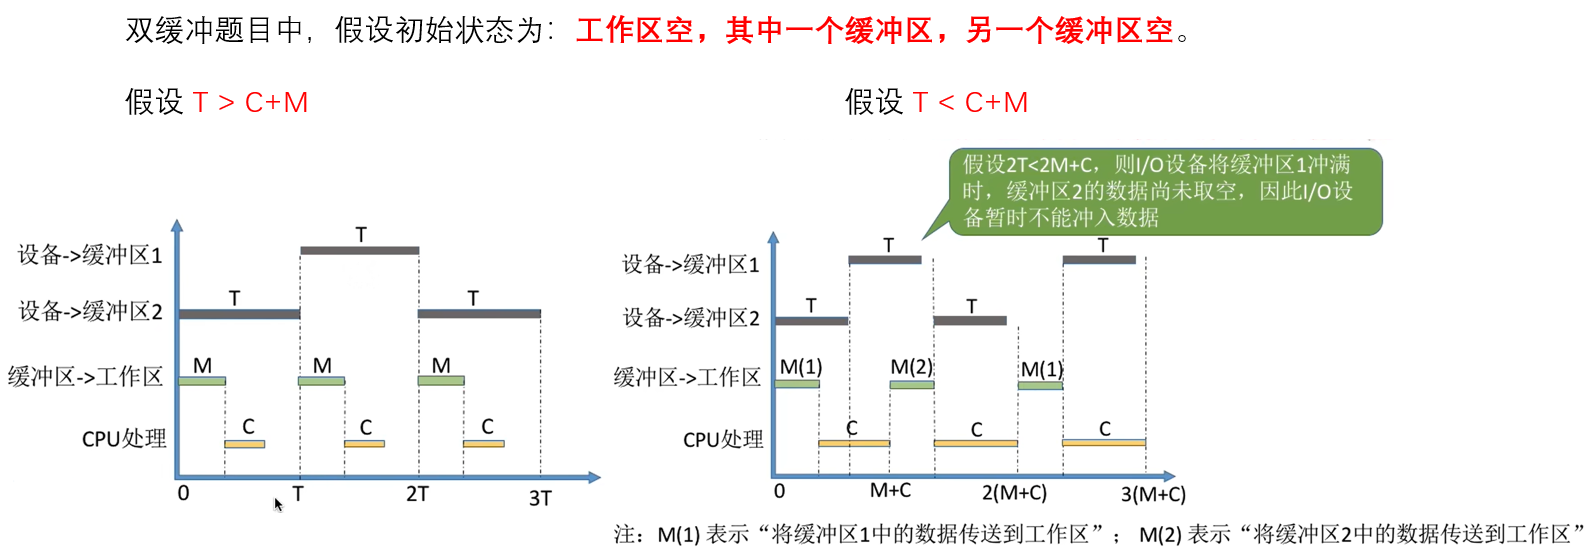 双缓冲题目中，假设初始状态为：工作区空，其中一个缓冲区，另一个缓冲区空。
假设 T > C+M
设备->缓冲区1
设备->缓冲区2
缓冲区->工作区
CPU处理
T
T
T
M
M
M
C
C
C
0
T
2T
3T
假设 T < C+M
假设2T<2M+C，则I/O设备将缓冲区1冲满
时，缓冲区2的数据尚未取空，因此I/O设
备暂时不能冲入数据
设备->缓冲区1
设备->缓冲区2
缓冲区->工作区
CPU处理
T
T
T
T
M(1)
M(2)
M(1)
C
C
C
0
M+C
2(M+C)
3(M+C)
注：M(1) 表示“将缓冲区1中的数据传送到工作区”； M(2) 表示“将缓冲区2中的数据传送到工作区”